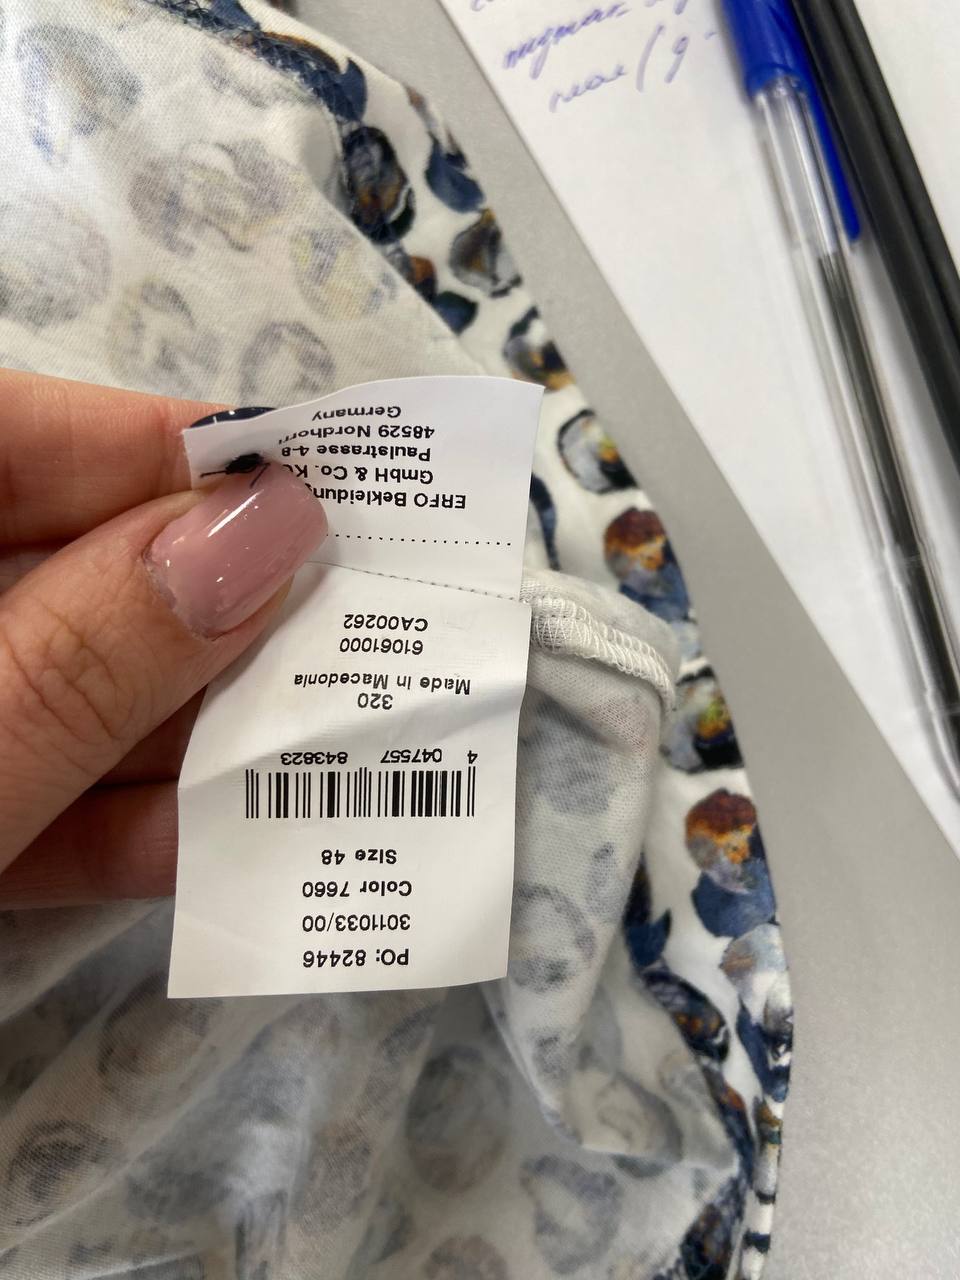 PO: 82446
3011033/00
Color 7660
Size 48
4 047557 843823
320
Made in Macedonia
61061000
CA00262
ERFO Bekleidung
GmbH & Co. KG
Paulstrasse 4-8
48529 Nordhorn
Germany